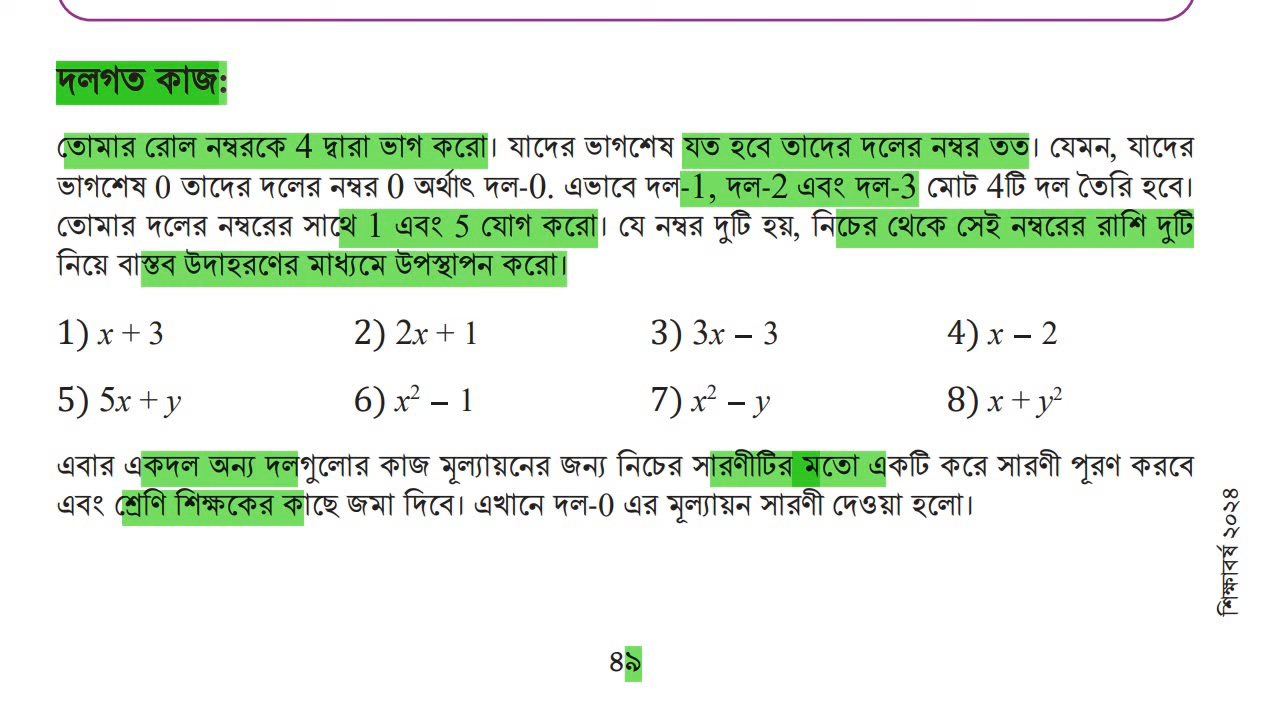 দলগত কাজ:
তোমার রোল নম্বরকে 4 দ্বারা ভাগ করো। যাদের ভাগশেষ যত হবে তাদের দলের নম্বর তত। যেমন, যাদের
ভাগশেষ 0 তাদের দলের নম্বর 0 অর্থাৎ দল-0. এভাবে দল-1, দল-2 এবং দল-3 মোট 4টি দল তৈরি হবে।
তোমার দলের নম্বরের সাথে 1 এবং 5 যোগ করো। যে নম্বর দুটি হয়, নিচের থেকে সেই নম্বরের রাশি দুটি
নিয়ে বাস্তব উদাহরণের মাধ্যমে উপস্থাপন করো।
1) x + 3 2) 2x + 1 3) 3x – 3 4) x – 2
5) 5x + y 6) x² – 1 7) x² – y 8) x + y²
এবার একদল অন্য দলগুলোর কাজ মূল্যায়নের জন্য নিচের সারণীটির মতো একটি করে সারণী পূরণ করবে
এবং শ্রেণি শিক্ষকের কাছে জমা দিবে। এখানে দল-0 এর মূল্যায়ন সারণী দেওয়া হলো।
শিক্ষাবর্ষ ২০২৪
৪৯